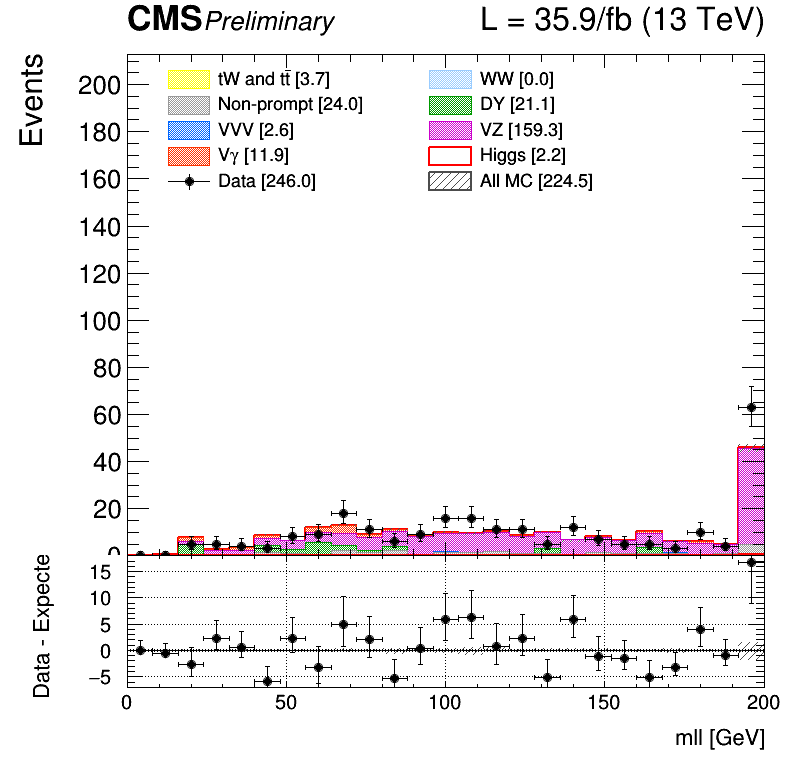 CMS Preliminary L = 35.9/fb (13 TeV)
Events
200
180
160
140
120
100
80
60
40
20
0
tW and tt̄ [3.7]
Non-prompt [24.0]
VVV [2.6]
Vγ [11.9]
Data [246.0]
WW [0.0]
DY [21.1]
VZ [159.3]
Higgs [2.2]
All MC [224.5]
Data - Expecte
15
10
5
0
−5
0 50 100 150 200
mll [GeV]